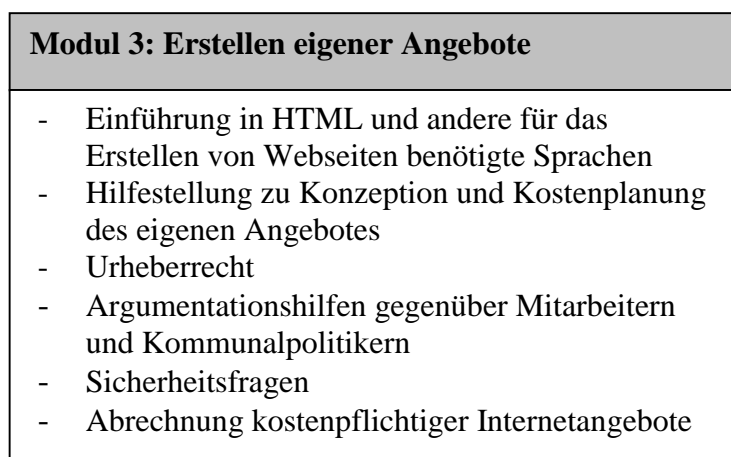 Modul 3: Erstellen eigener Angebote
- Einführung in HTML und andere für das
Erstellen von Webseiten benötigte Sprachen
- Hilfestellung zu Konzeption und Kostenplanung
des eigenen Angebotes
- Urheberrecht
- Argumentationshilfen gegenüber Mitarbeitern
und Kommunalpolitikern
- Sicherheitsfragen
- Abrechnung kostenpflichtiger Internetangebote